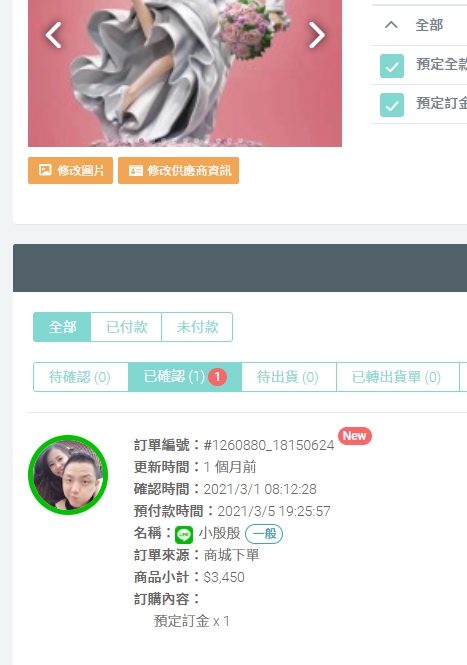 全部
預定全款
預定訂金
修改圖片
修改供應商資訊
全部 已付款 未付款
待確認 (0) 已確認 (1) 1 待出貨 (0) 已轉出貨單 (0)
訂單編號：#1260880_18150624 New
更新時間：1 個月前
確認時間：2021/3/1 08:12:28
預付款時間：2021/3/5 19:25:57
名稱：LINE 小殷殷 一般
訂單來源：商城下單
商品小計：$3,450
訂購內容：
預定訂金 x 1